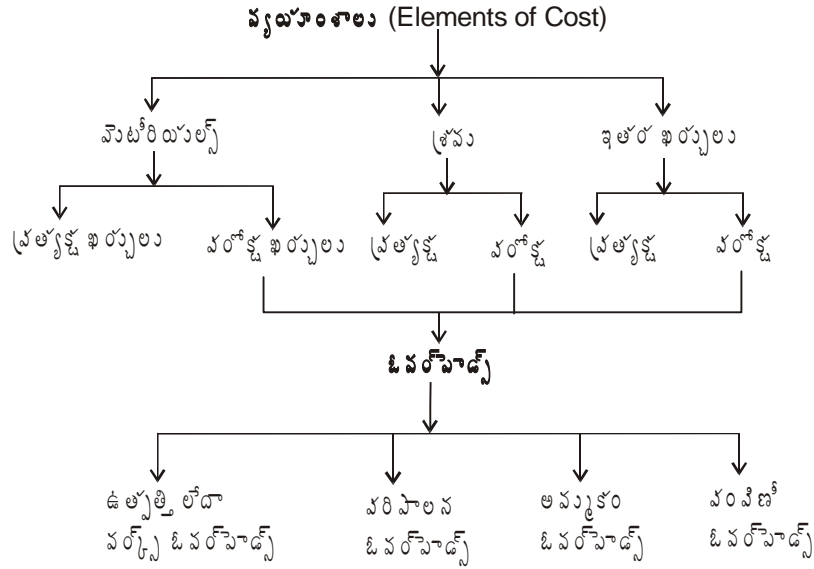 వ్యయాంశాలు (Elements of Cost)
మెటీరియల్స్ శ్రమ ఇతర ఖర్చులు
ప్రత్యక్ష ఖర్చులు పరోక్ష ఖర్చులు ప్రత్యక్ష పరోక్ష ప్రత్యక్ష పరోక్ష
ఓవర్‌హెడ్స్
ఉత్పత్తి లేదా పరిపాలన అమ్మకం పంపిణీ
వర్క్స్ ఓవర్‌హెడ్స్ ఓవర్‌హెడ్స్ ఓవర్‌హెడ్స్ ఓవర్‌హెడ్స్